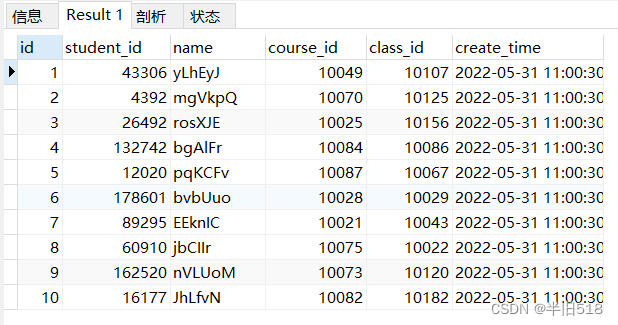 信息 Result 1 剖析 状态
id student_id name course_id class_id create_time
1 43306 yLhEyJ 10049 10107 2022-05-31 11:00:30
2 4392 mgVkpQ 10070 10125 2022-05-31 11:00:30
3 26492 rosXJE 10025 10156 2022-05-31 11:00:30
4 132742 bgAlFr 10084 10086 2022-05-31 11:00:30
5 12020 pqKCFv 10087 10067 2022-05-31 11:00:30
6 178601 bvbUuo 10028 10029 2022-05-31 11:00:30
7 89295 EEknIC 10021 10043 2022-05-31 11:00:30
8 60910 jbCIIr 10075 10022 2022-05-31 11:00:30
9 162520 nVLUoM 10073 10120 2022-05-31 11:00:30
10 16177 JhLfvN 10082 10182 2022-05-31 11:00:30
CSDN @半旧518